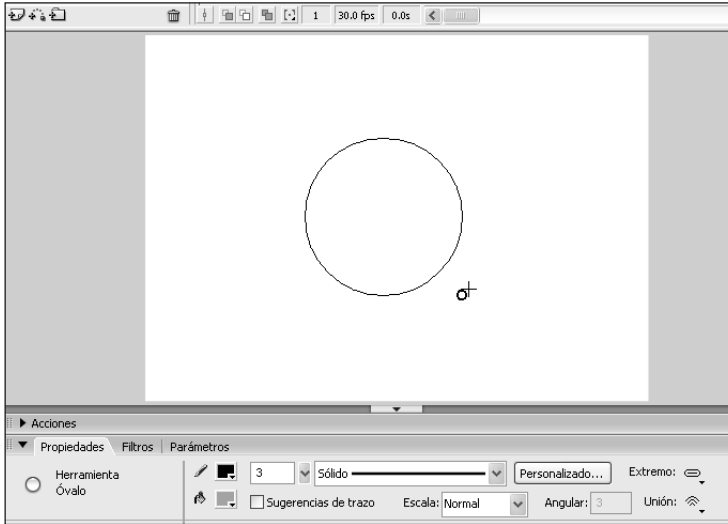 1 30.0 fps 0.0s
Acciones
Propiedades Filtros Parámetros
Herramienta
Óvalo
3 Sólido Personalizado... Extremo:
Sugerencias de trazo Escala: Normal Angular: 3 Unión: